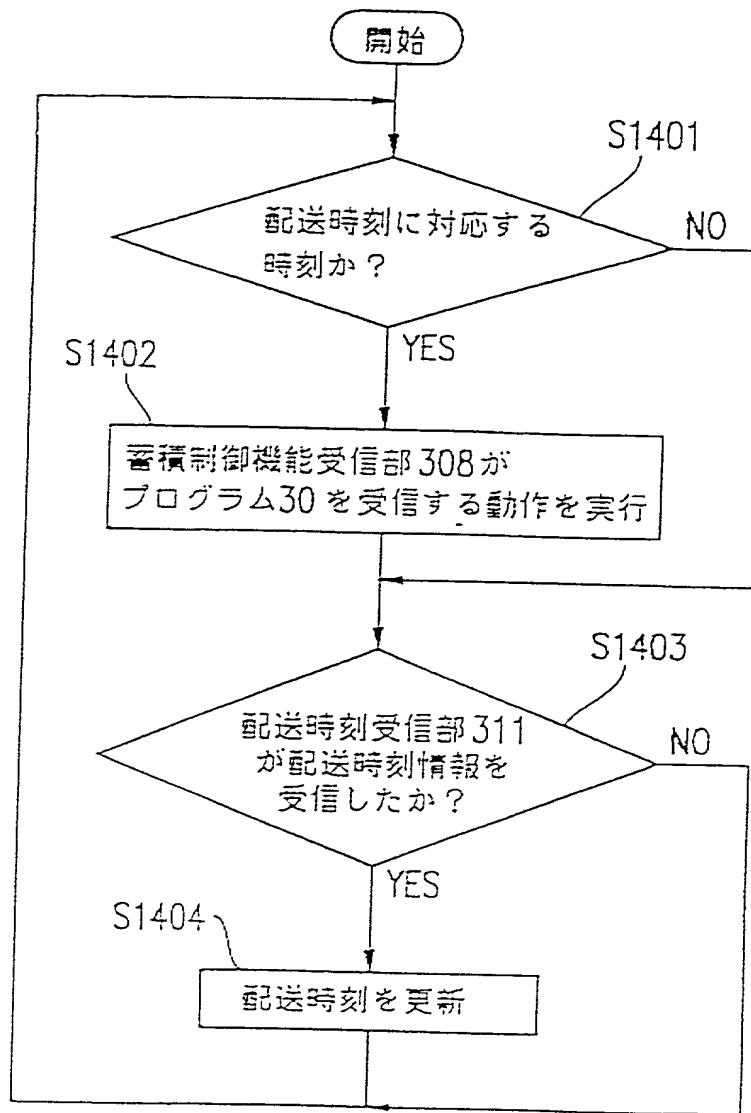 開始
S1401
配送時刻に対応する
時刻か?
NO
YES
S1402
蓄積制御機能受信部308が
プログラム30を受信する動作を実行
S1403
配送時刻受信部311
が配送時刻情報を
受信したか?
NO
YES
S1404
配送時刻を更新